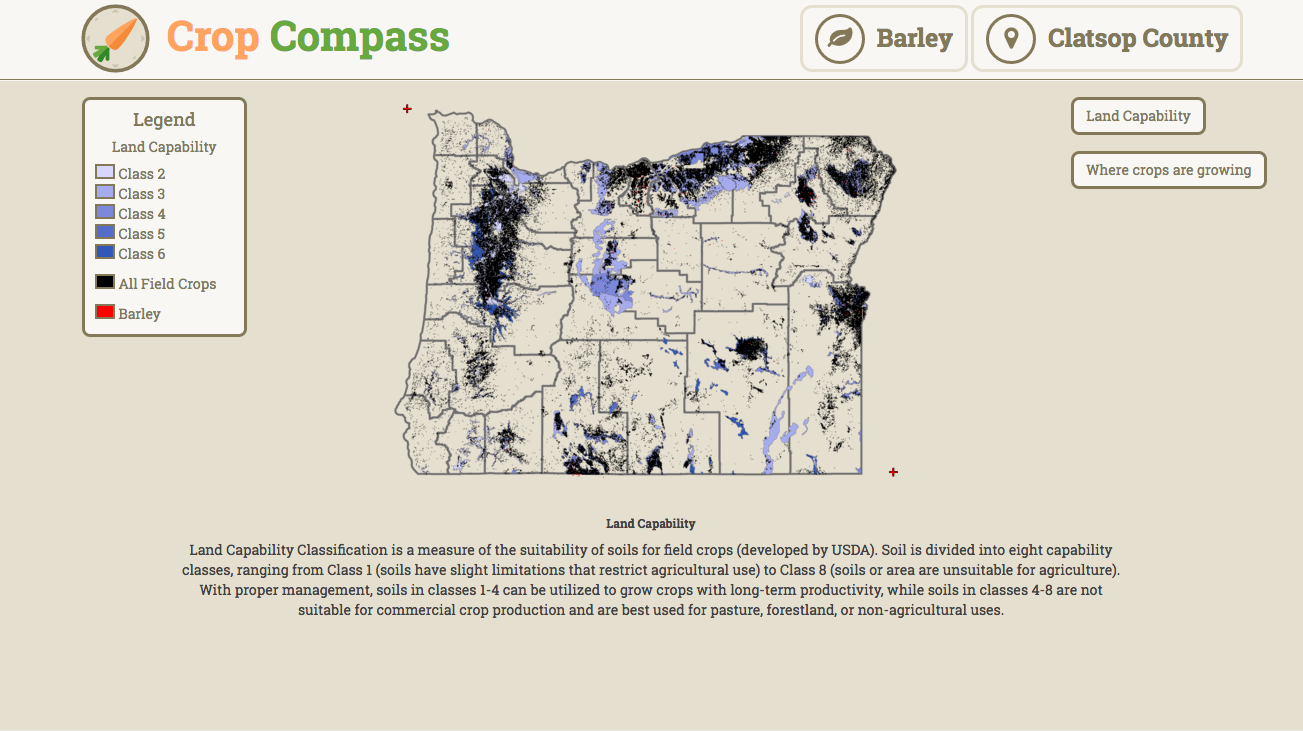 Crop Compass
Barley
Clatsop County
Legend
Land Capability
Class 2
Class 3
Class 4
Class 5
Class 6
All Field Crops
Barley
Land Capability
Where crops are growing
Land Capability
Land Capability Classification is a measure of the suitability of soils for field crops (developed by USDA). Soil is divided into eight capability
classes, ranging from Class 1 (soils have slight limitations that restrict agricultural use) to Class 8 (soils or area are unsuitable for agriculture).
With proper management, soils in classes 1-4 can be utilized to grow crops with long-term productivity, while soils in classes 4-8 are not
suitable for commercial crop production and are best used for pasture, forestland, or non-agricultural uses.